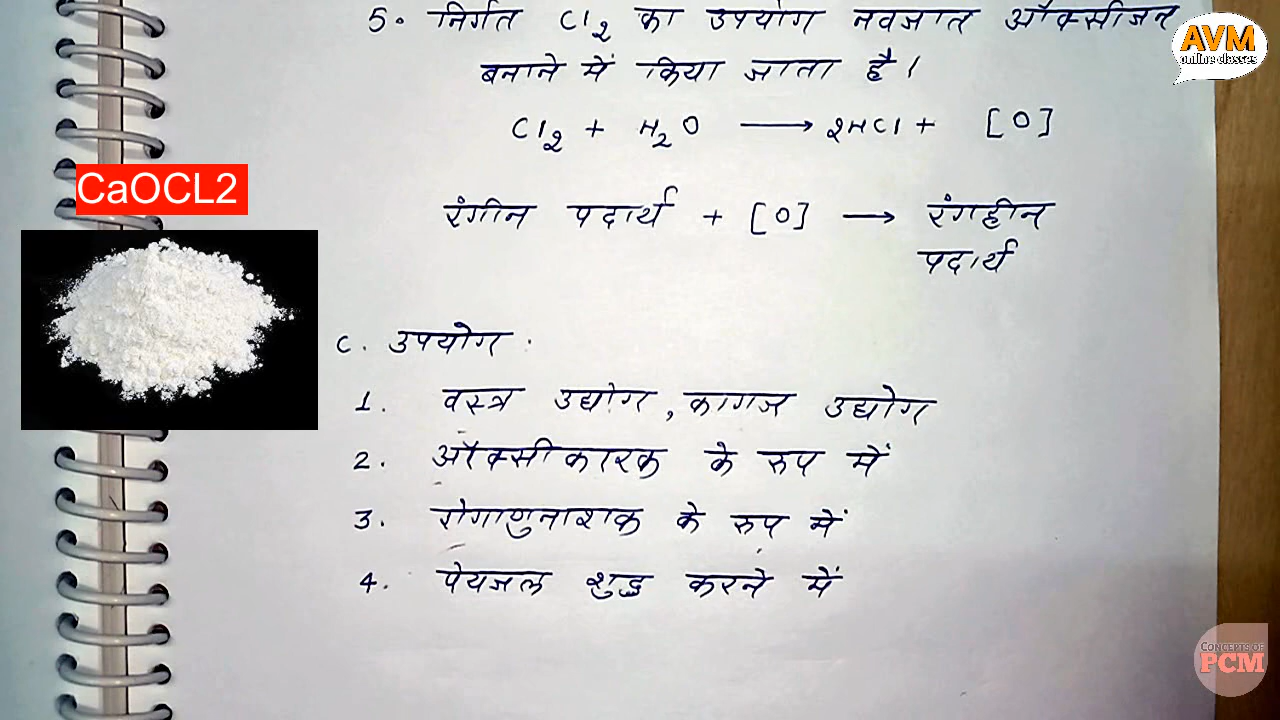 5. निर्गत Cl2 का उपयोग नवजात ऑक्सीजन
बनाने में किया जाता है।
Cl2 + H2O ⟶ 2HCl + [O]
रंगीन पदार्थ + [O] ⟶ रंगहीन
पदार्थ
C. उपयोग
1. वस्त्र उद्योग, कागज उद्योग
2. ऑक्सीकारक के रुप में
3. रोगाणुनाशक के रुप में
4. पेयजल शुद्ध करने में
CaOCL2
AVM
online classes
CONCEPTS OF
PCM